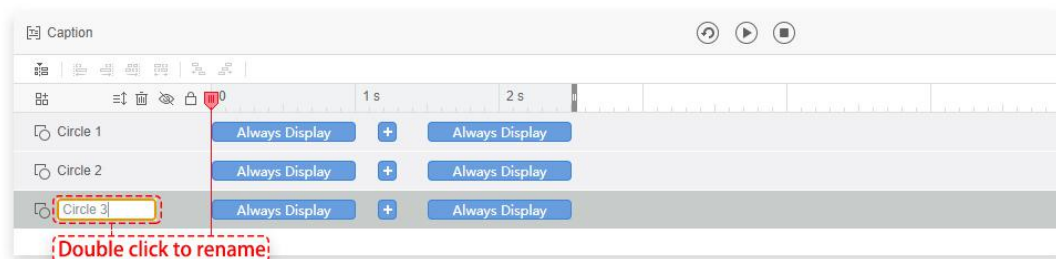 Caption
0 1 s 2 s
Circle 1 Always Display + Always Display
Circle 2 Always Display + Always Display
Circle 3 Always Display + Always Display
Double click to rename